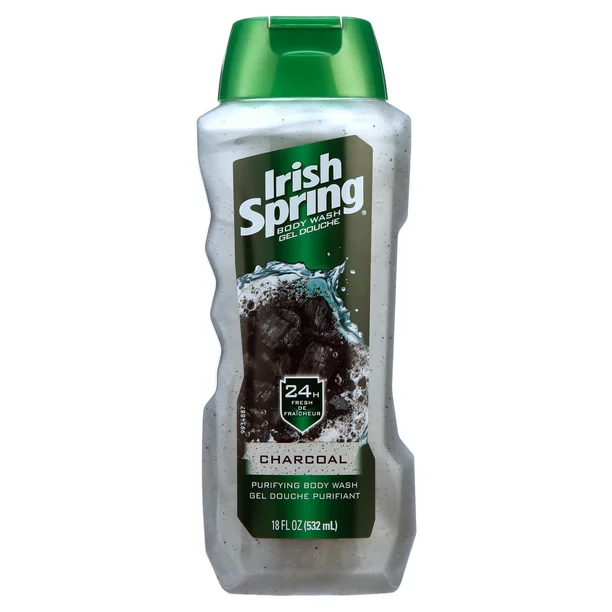 Irish
Spring®
BODY WASH
GEL DOUCHE
24H
FRESH
DE
FRAÎCHEUR
9934887
CHARCOAL
PURIFYING BODY WASH
GEL DOUCHE PURIFIANT
18 FL OZ (532 mL)